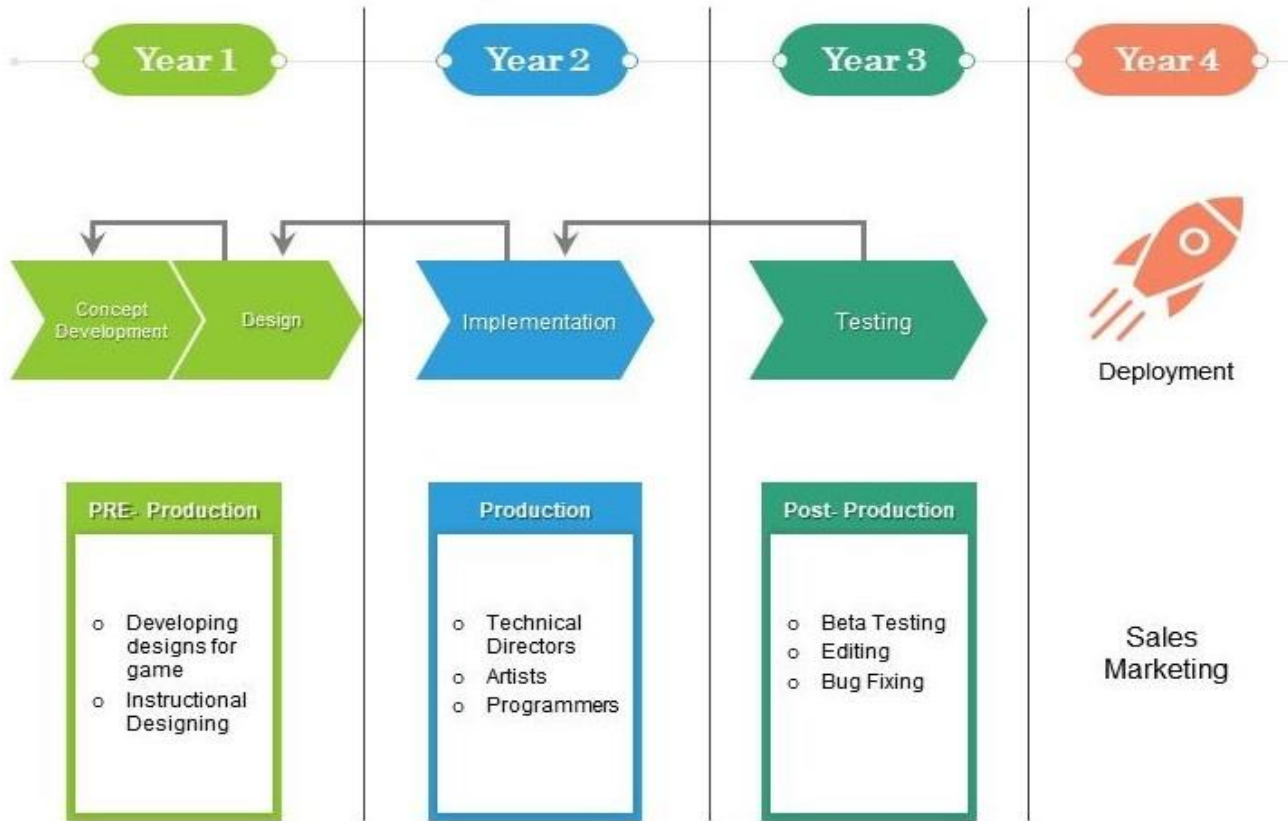 Year 1
Year 2
Year 3
Year 4
Concept
Development
Design
Implementation
Testing
Deployment
PRE- Production
Developing
designs for
game
Instructional
Designing
Production
Technical
Directors
Artists
Programmers
Post- Production
Beta Testing
Editing
Bug Fixing
Sales
Marketing